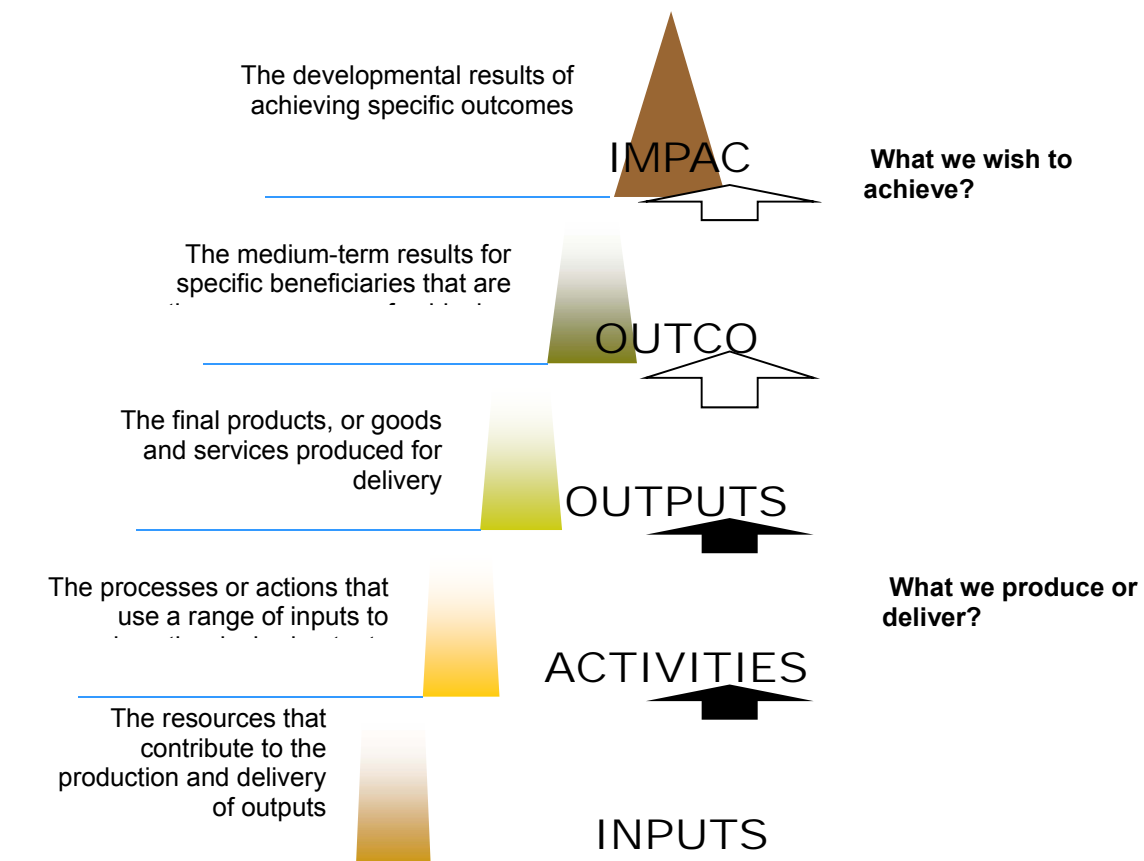 The developmental results of
achieving specific outcomes
IMPAC
What we wish to
achieve?
The medium-term results for
specific beneficiaries that are
OUTCO
The final products, or goods
and services produced for
delivery
OUTPUTS
The processes or actions that
use a range of inputs to
What we produce or
deliver?
ACTIVITIES
The resources that
contribute to the
production and delivery
of outputs
INPUTS